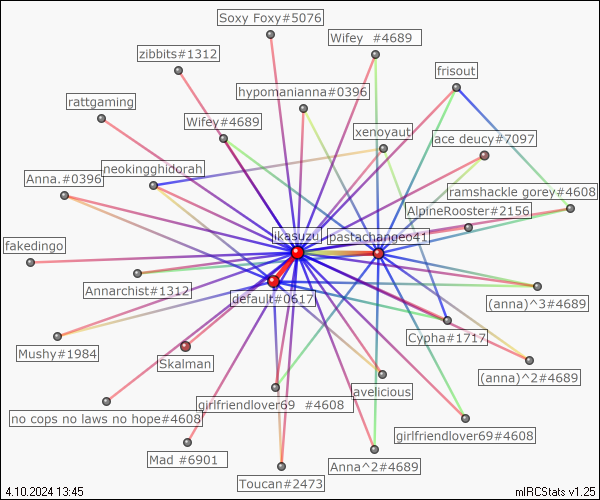 Soxy Foxy#5076
Wifey  #4689
zibbits#1312
frisout
rattgaming
hypomanianna#0396
Wifey#4689
xenoyaut
ace deucy#7097
Anna.#0396
neokingghidorah
ramshackle gorey#4608
AlpineRooster#2156
ikasuzu
pastachangeo41
fakedingo
Annarchist#1312
default#0617
(anna)^3#4689
Cypha#1717
Mushy#1984
Skalman
(anna)^2#4689
avelicious
no cops no laws no hope#4608
girlfriendlover69  #4608
girlfriendlover69#4608
Mad #6901
Anna^2#4689
Toucan#2473
4.10.2024 13:45
mIRCStats v1.25